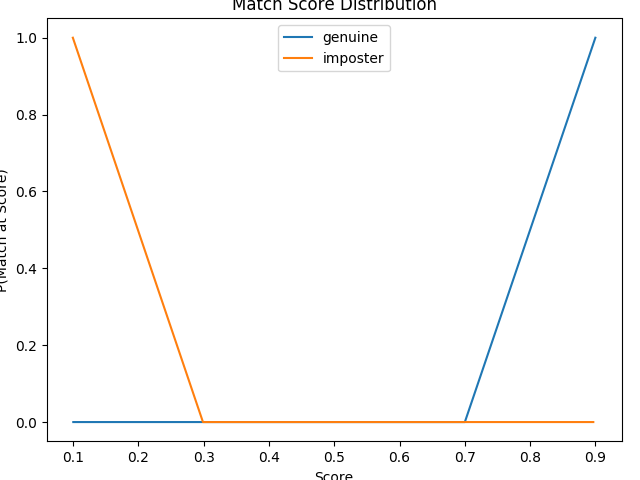 Match Score Distribution
genuine
imposter
1.0
0.8
0.6
0.4
0.2
0.0
P(Match at Score)
0.1 0.2 0.3 0.4 0.5 0.6 0.7 0.8 0.9
Score